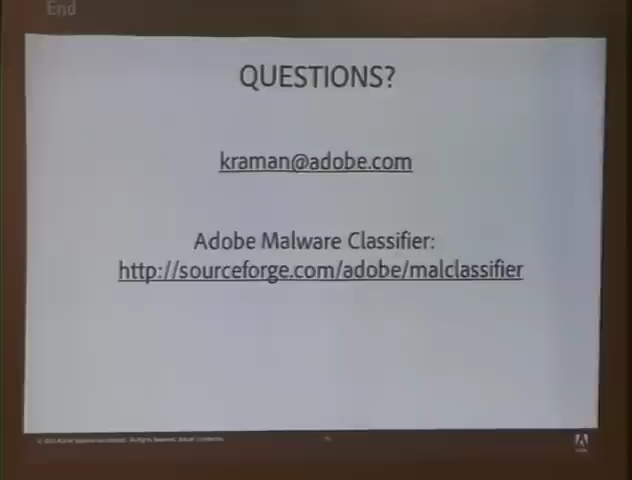 End
QUESTIONS?
kraman@adobe.com
Adobe Malware Classifier:
http://sourceforge.com/adobe/malclassifier